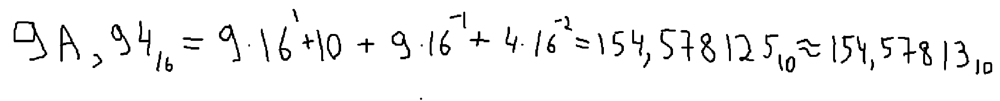 9A,94₁₆ = 9·16¹+10 + 9·16⁻¹ + 4·16⁻² = 154,578125₁₀ ≈ 154,57813₁₀